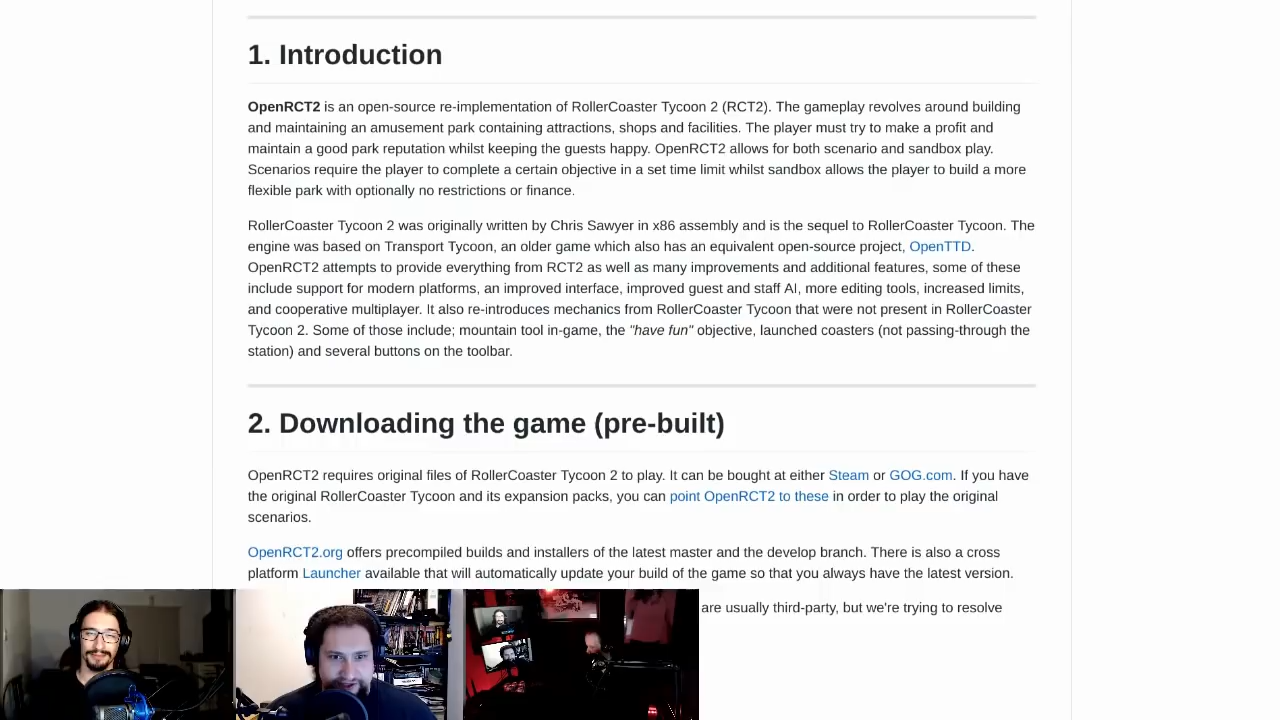 1. Introduction
OpenRCT2 is an open-source re-implementation of RollerCoaster Tycoon 2 (RCT2). The gameplay revolves around building
and maintaining an amusement park containing attractions, shops and facilities. The player must try to make a profit and
maintain a good park reputation whilst keeping the guests happy. OpenRCT2 allows for both scenario and sandbox play.
Scenarios require the player to complete a certain objective in a set time limit whilst sandbox allows the player to build a more
flexible park with optionally no restrictions or finance.
RollerCoaster Tycoon 2 was originally written by Chris Sawyer in x86 assembly and is the sequel to RollerCoaster Tycoon. The
engine was based on Transport Tycoon, an older game which also has an equivalent open-source project, OpenTTD.
OpenRCT2 attempts to provide everything from RCT2 as well as many improvements and additional features, some of these
include support for modern platforms, an improved interface, improved guest and staff AI, more editing tools, increased limits,
and cooperative multiplayer. It also re-introduces mechanics from RollerCoaster Tycoon that were not present in RollerCoaster
Tycoon 2. Some of those include; mountain tool in-game, the "have fun" objective, launched coasters (not passing-through the
station) and several buttons on the toolbar.
2. Downloading the game (pre-built)
OpenRCT2 requires original files of RollerCoaster Tycoon 2 to play. It can be bought at either Steam or GOG.com. If you have
the original RollerCoaster Tycoon and its expansion packs, you can point OpenRCT2 to these in order to play the original
scenarios.
OpenRCT2.org offers precompiled builds and installers of the latest master and the develop branch. There is also a cross
platform Launcher available that will automatically update your build of the game so that you always have the latest version.
are usually third-party, but we're trying to resolve